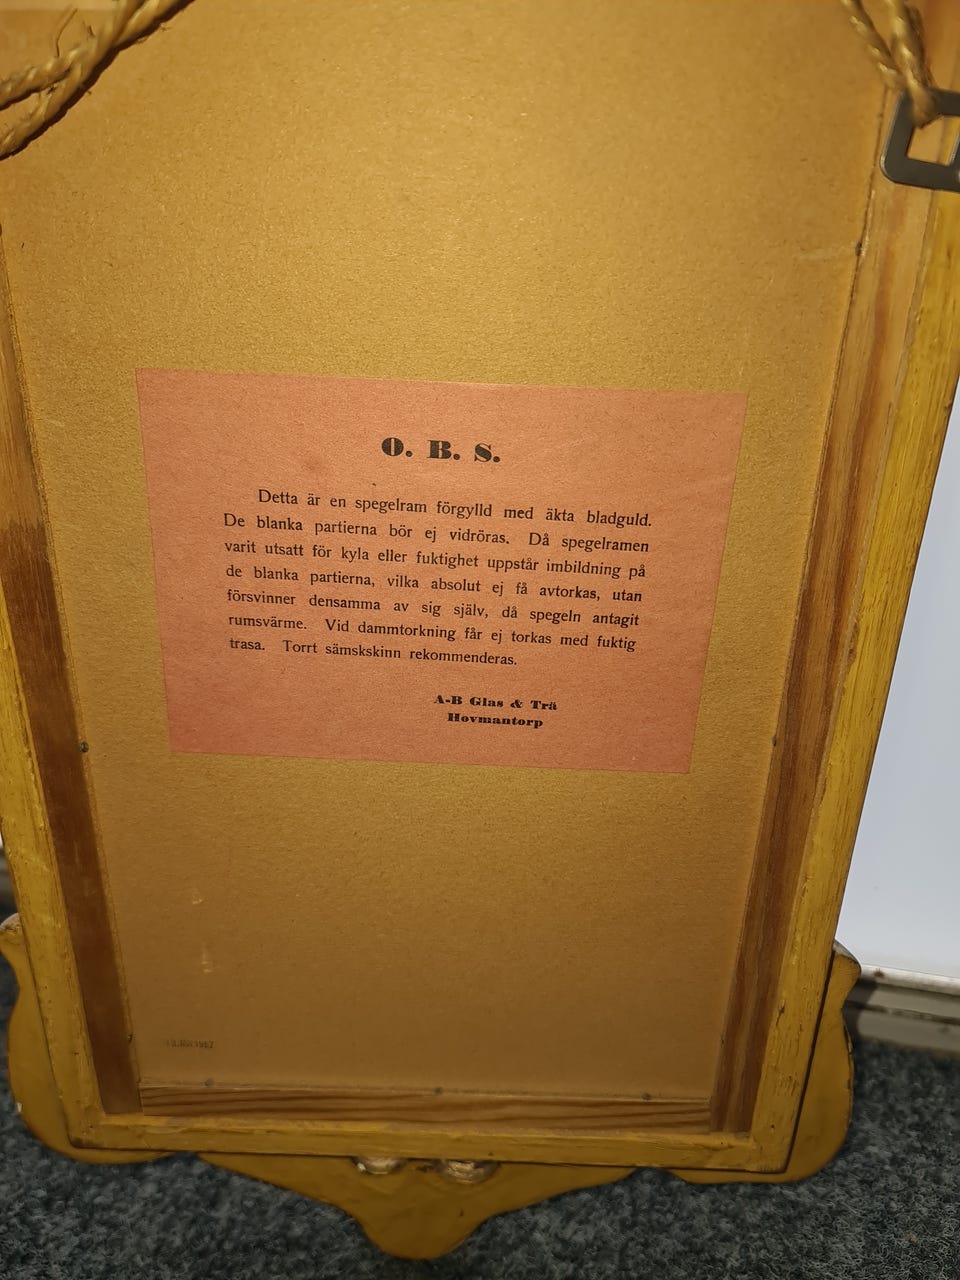 O. B. S.
Detta är en spegelram förgylld med äkta bladguld.
De blanka partierna bör ej vidröras. Då spegelramen
varit utsatt för kyla eller fuktighet uppstår imbildning på
de blanka partierna, vilka absolut ej få avtorkas, utan
försvinner densamma av sig själv, då spegeln antagit
rumsvärme. Vid dammtorkning får ej torkas med fuktig
trasa. Torrt sämskskinn rekommenderas.
A-B Glas & Trä
Hovmantorp